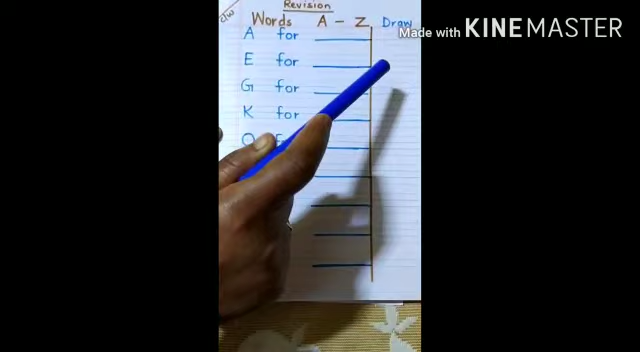 c/w
Revision
Words A - Z Draw
Made with KINEMASTER
A for
E for
G for
K for